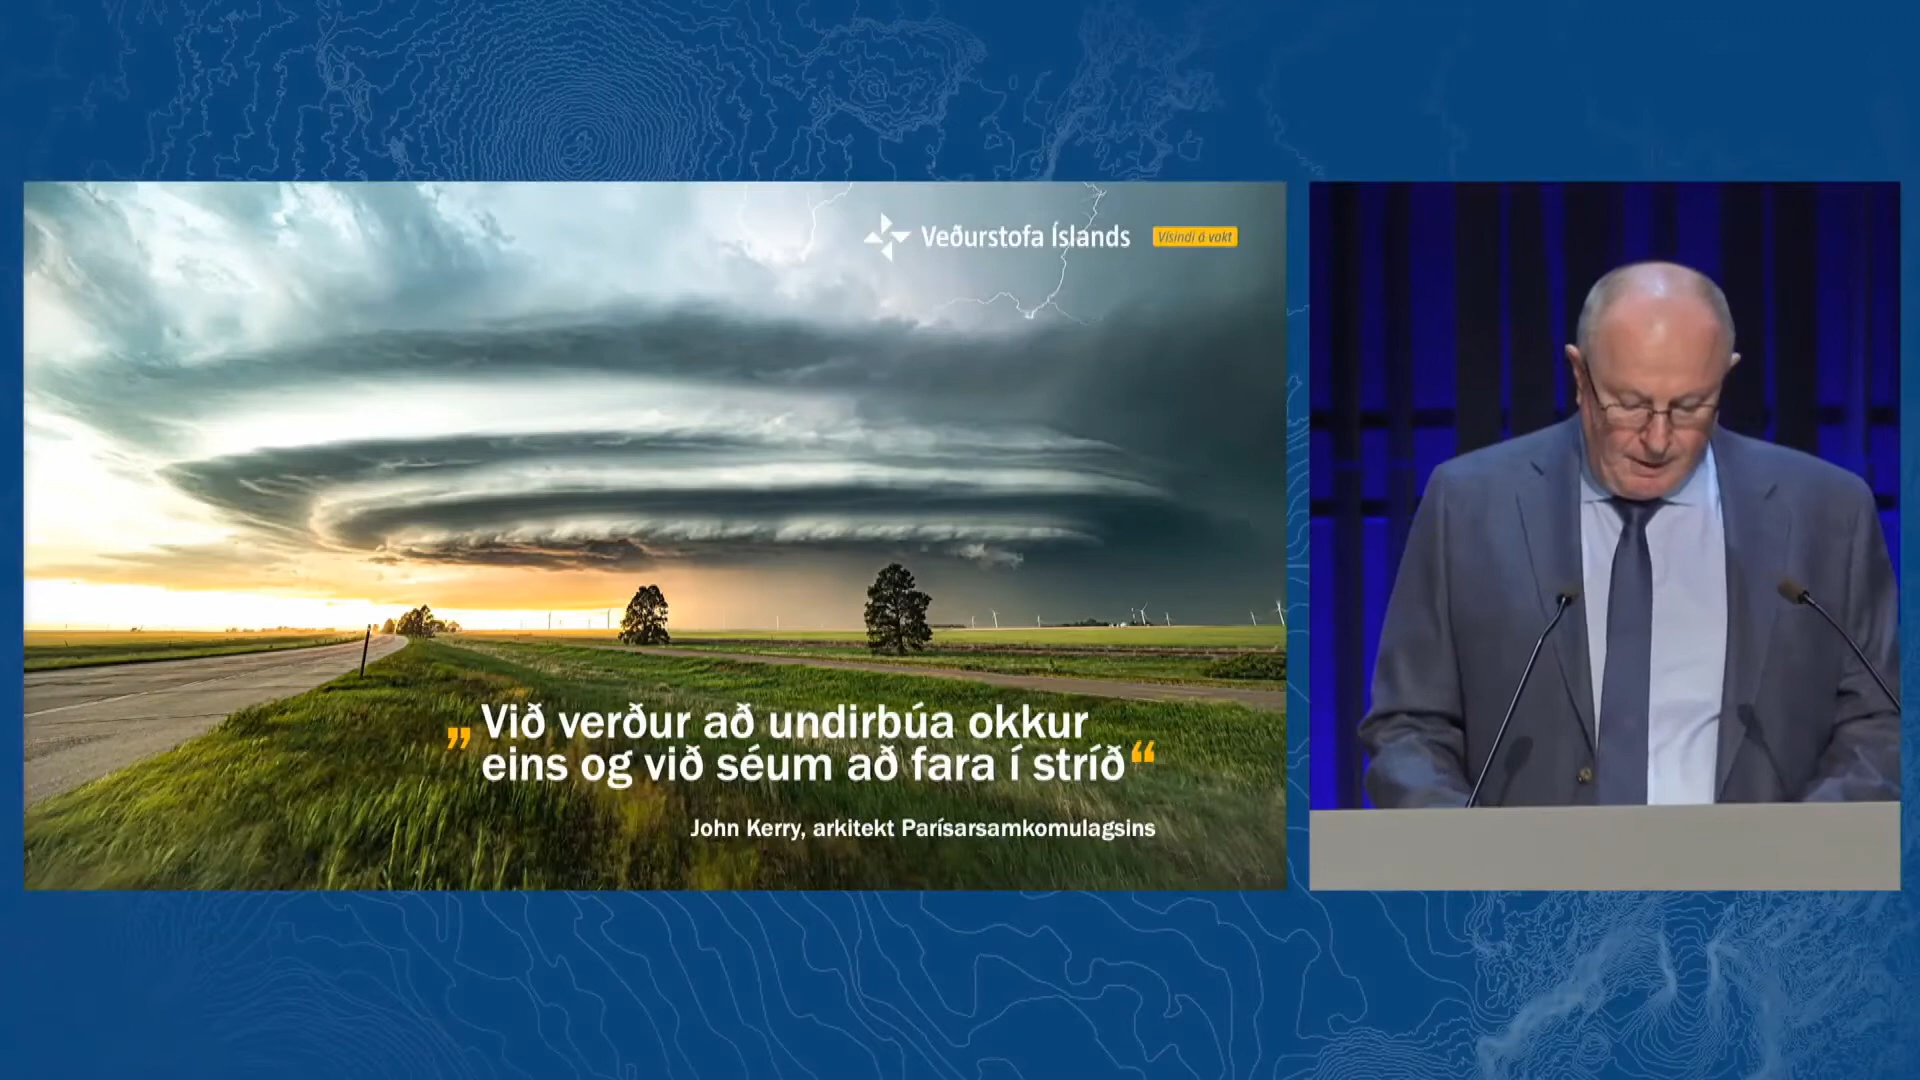 Veðurstofa Íslands
Vísindi á vakt
„Við verður að undirbúa okkur
eins og við séum að fara í stríð“
John Kerry, arkitekt Parísarsamkomulagsins